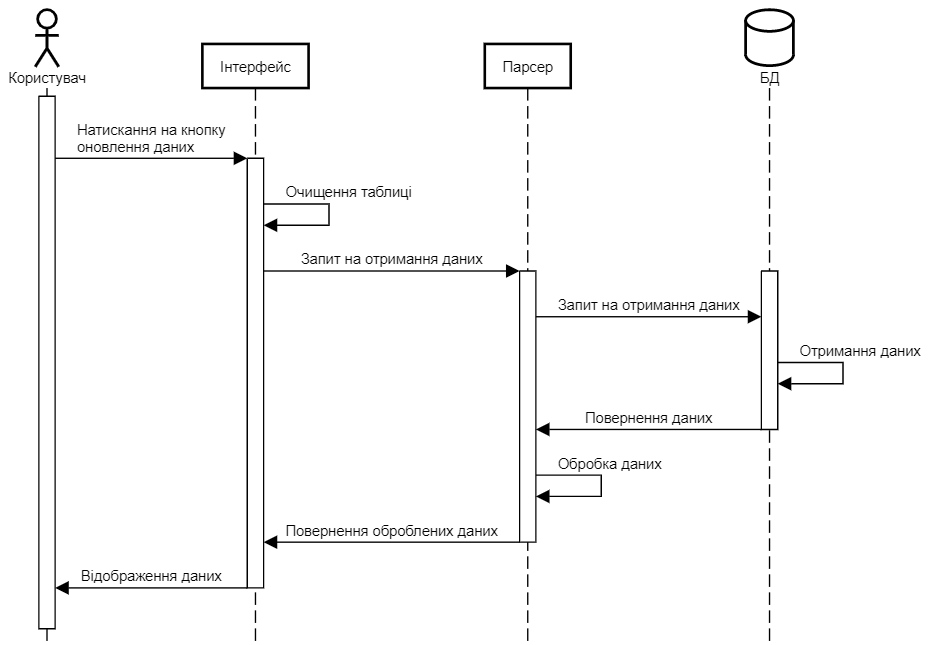 Користувач
Інтерфейс
Парсер
БД
Натискання на кнопку
оновлення даних
Очищення таблиці
Запит на отримання даних
Запит на отримання даних
Отримання даних
Повернення даних
Обробка даних
Повернення оброблених даних
Відображення даних